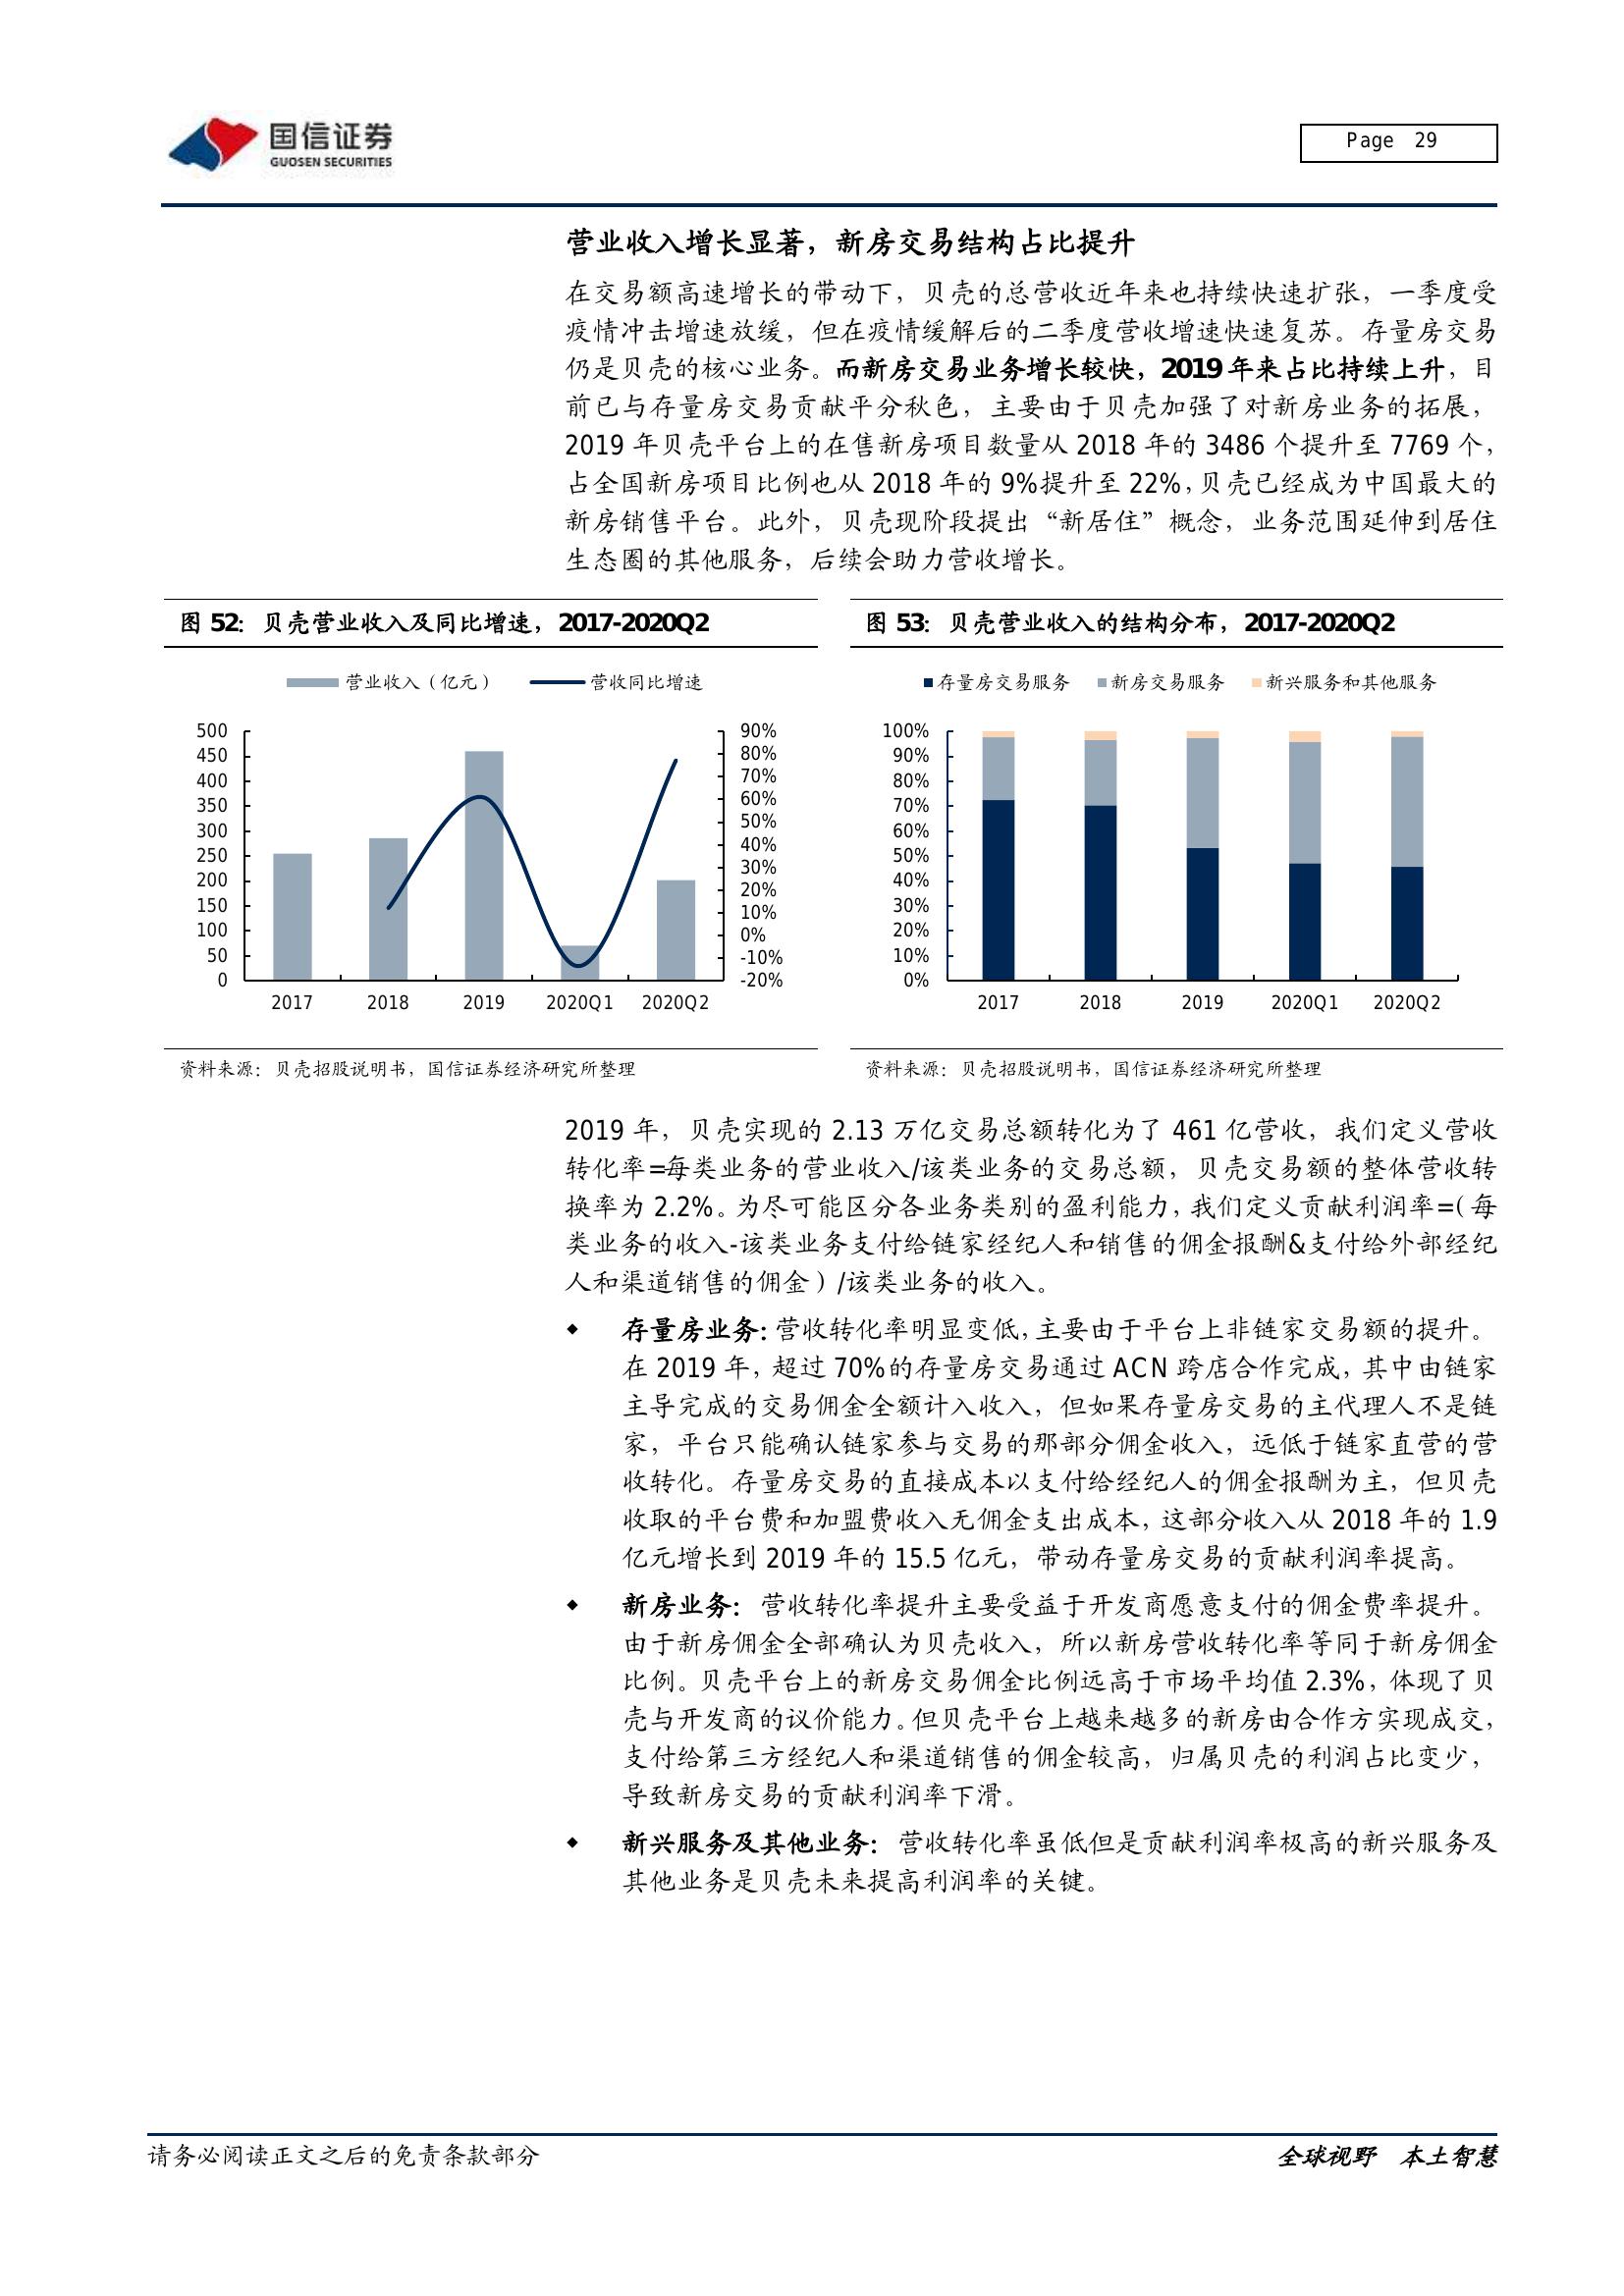 国信证券
GUOSEN SECURITIES
Page 29
营业收入增长显著，新房交易结构占比提升
在交易额高速增长的带动下，贝壳的总营收近年来也持续快速扩张，一季度受
疫情冲击增速放缓，但在疫情缓解后的二季度营收增速快速复苏。存量房交易
仍是贝壳的核心业务。而新房交易业务增长较快，2019 年来占比持续上升，目
前已与存量房交易贡献平分秋色，主要由于贝壳加强了对新房业务的拓展，
2019 年贝壳平台上的在售新房项目数量从 2018 年的 3486 个提升至 7769 个，
占全国新房项目比例也从 2018 年的 9%提升至 22%，贝壳已经成为中国最大的
新房销售平台。此外，贝壳现阶段提出“新居住”概念，业务范围延伸到居住
生态圈的其他服务，后续会助力营收增长。
图 52：贝壳营业收入及同比增速，2017-2020Q2
营业收入（亿元） 营收同比增速
500 90%
450 80%
400 70%
350 60%
300 50%
250 40%
200 30%
150 20%
100 10%
50 0%
0 -10%
-20%
2017 2018 2019 2020Q1 2020Q2
资料来源：贝壳招股说明书，国信证券经济研究所整理
图 53：贝壳营业收入的结构分布，2017-2020Q2
存量房交易服务 新房交易服务 新兴服务和其他服务
100%
90%
80%
70%
60%
50%
40%
30%
20%
10%
0%
2017 2018 2019 2020Q1 2020Q2
资料来源：贝壳招股说明书，国信证券经济研究所整理
2019 年，贝壳实现的 2.13 万亿交易总额转化为了 461 亿营收，我们定义营收
转化率=每类业务的营业收入/该类业务的交易总额，贝壳交易额的整体营收转
换率为 2.2%。为尽可能区分各业务类别的盈利能力，我们定义贡献利润率=（每
类业务的收入-该类业务支付给链家经纪人和销售的佣金报酬&支付给外部经纪
人和渠道销售的佣金）/该类业务的收入。
◆ 存量房业务：营收转化率明显变低，主要由于平台上非链家交易额的提升。
在 2019 年，超过 70%的存量房交易通过 ACN 跨店合作完成，其中由链家
主导完成的交易佣金全额计入收入，但如果存量房交易的主代理人不是链
家，平台只能确认链家参与交易的那部分佣金收入，远低于链家直营的营
收转化。存量房交易的直接成本以支付给经纪人的佣金报酬为主，但贝壳
收取的平台费和加盟费收入无佣金支出成本，这部分收入从 2018 年的 1.9
亿元增长到 2019 年的 15.5 亿元，带动存量房交易的贡献利润率提高。
◆ 新房业务：营收转化率提升主要受益于开发商愿意支付的佣金费率提升。
由于新房佣金全部确认为贝壳收入，所以新房营收转化率等同于新房佣金
比例。贝壳平台上的新房交易佣金比例远高于市场平均值 2.3%，体现了贝
壳与开发商的议价能力。但贝壳平台上越来越多的新房由合作方实现成交，
支付给第三方经纪人和渠道销售的佣金较高，归属贝壳的利润占比变少，
导致新房交易的贡献利润率下滑。
◆ 新兴服务及其他业务：营收转化率虽低但是贡献利润率极高的新兴服务及
其他业务是贝壳未来提高利润率的关键。
请务必阅读正文之后的免责条款部分
全球视野 本土智慧